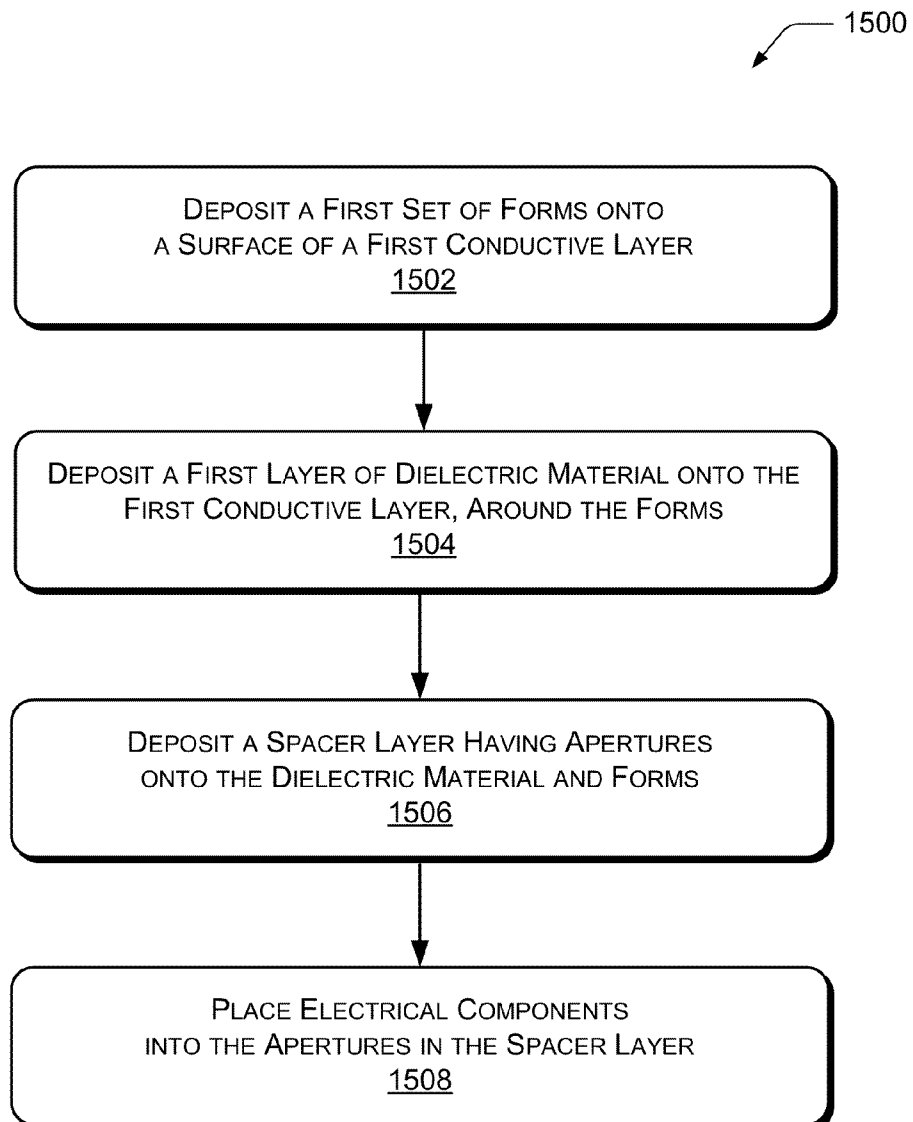 1500
DEPOSIT A FIRST SET OF FORMS ONTO
A SURFACE OF A FIRST CONDUCTIVE LAYER
1502
DEPOSIT A FIRST LAYER OF DIELECTRIC MATERIAL ONTO THE
FIRST CONDUCTIVE LAYER, AROUND THE FORMS
1504
DEPOSIT A SPACER LAYER HAVING APERTURES
ONTO THE DIELECTRIC MATERIAL AND FORMS
1506
PLACE ELECTRICAL COMPONENTS
INTO THE APERTURES IN THE SPACER LAYER
1508